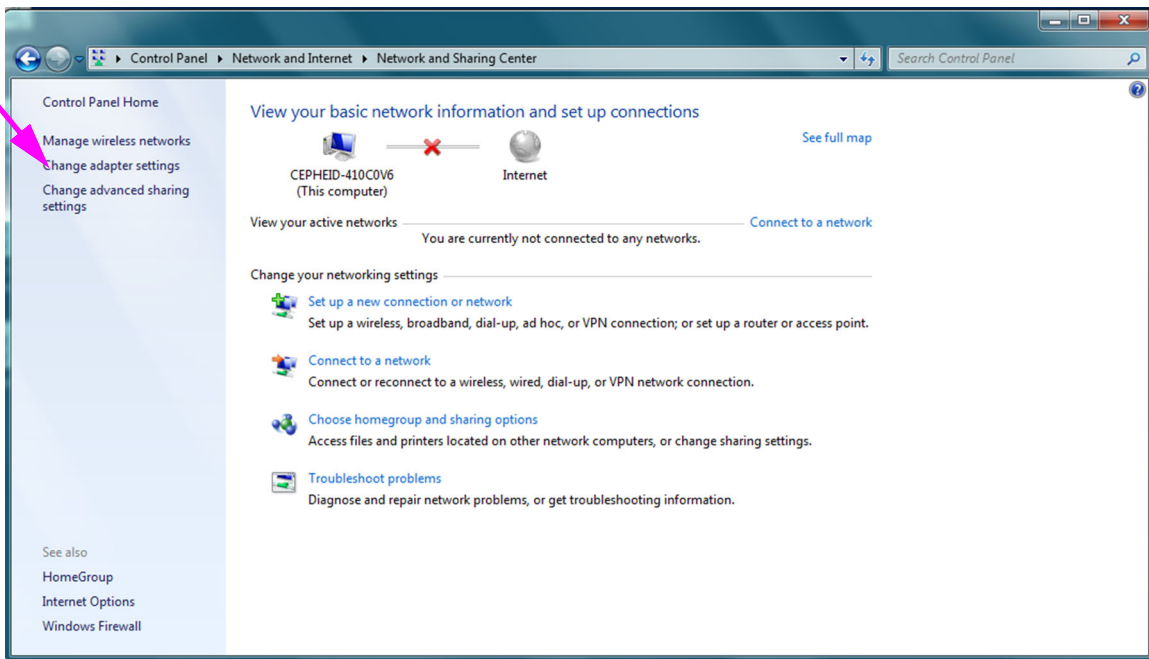 Control Panel Network and Internet Network and Sharing Center
Search Control Panel
Control Panel Home
Manage wireless networks
Change adapter settings
Change advanced sharing
settings
See also
HomeGroup
Internet Options
Windows Firewall
View your basic network information and set up connections
See full map
CEPHEID-410C0V6
(This computer)
Internet
View your active networks
Connect to a network
You are currently not connected to any networks.
Change your networking settings
Set up a new connection or network
Set up a wireless, broadband, dial-up, ad hoc, or VPN connection; or set up a router or access point.
Connect to a network
Connect or reconnect to a wireless, wired, dial-up, or VPN network connection.
Choose homegroup and sharing options
Access files and printers located on other network computers, or change sharing settings.
Troubleshoot problems
Diagnose and repair network problems, or get troubleshooting information.